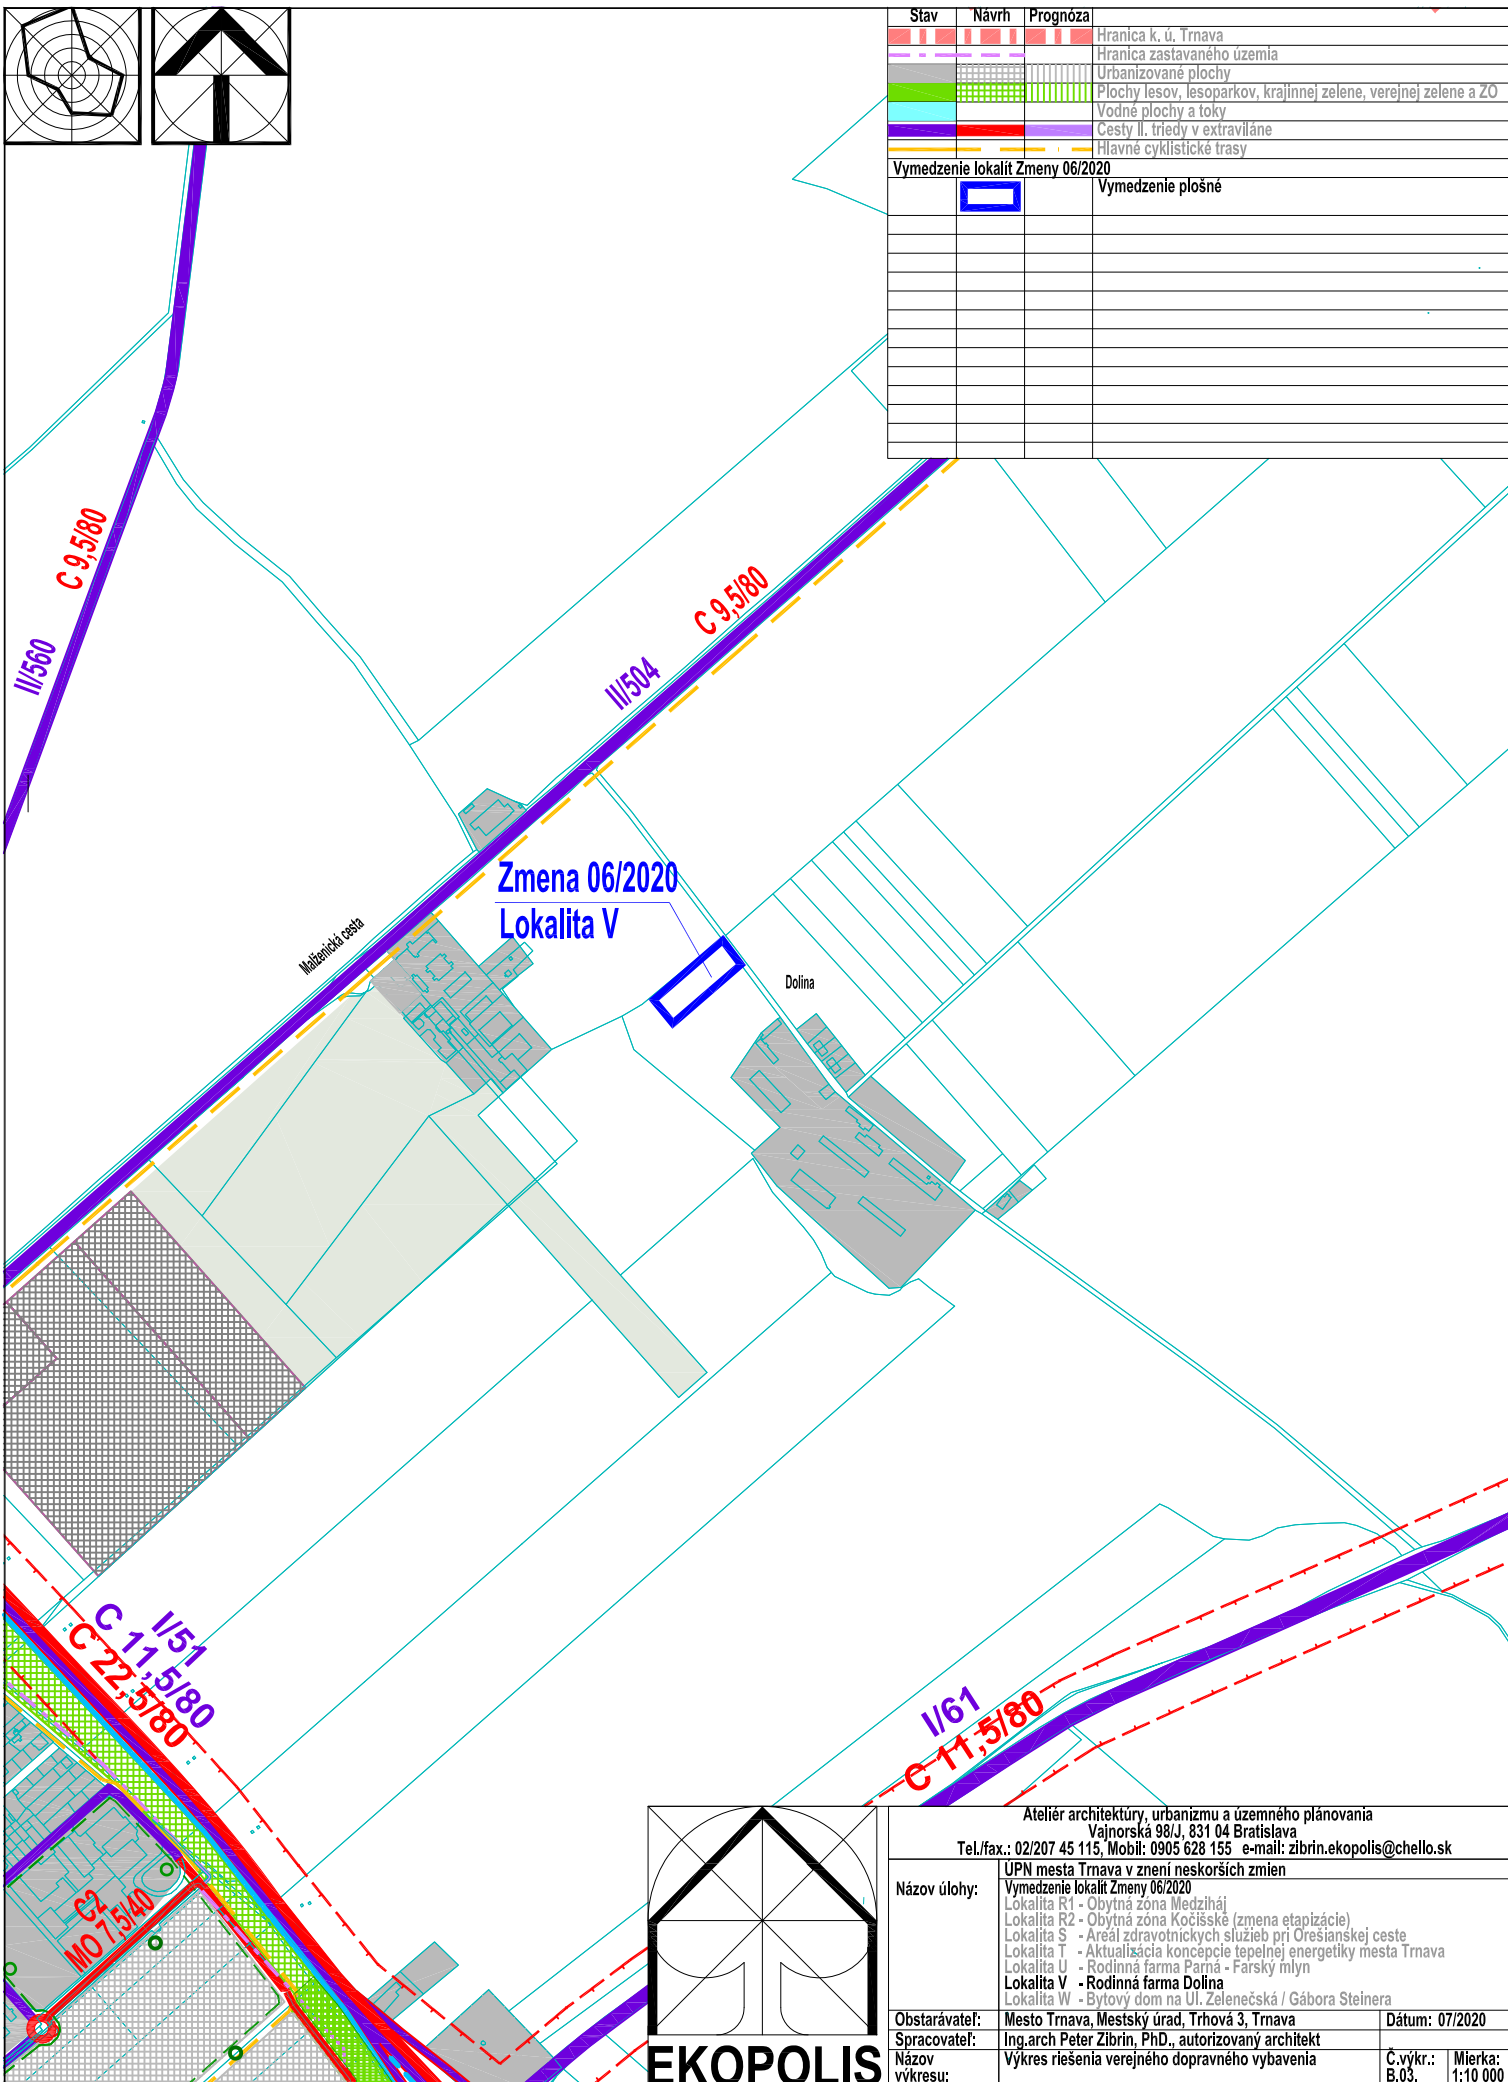 Stav Návrh Prognóza
Hranica k. ú. Trnava
Hranica zastavaného územia
Urbanizované plochy
Plochy lesov, lesoparkov, krajinnej zelene, verejnej zelene a ZO
Vodné plochy a toky
Cesty II. triedy v extraviláne
Hlavné cyklistické trasy
Vymedzenie lokalít Zmeny 06/2020
Vymedzenie plošné
C 9,5/80
II/560
C 9,5/80
II/504
Zmena 06/2020
Lokalita V
Malženická cesta
Dolina
I/51
C 11,5/80
C 22,5/80
I/61
C 11,5/80
C2
MO 7,5/40
EKOPOLIS
Ateliér architektúry, urbanizmu a územného plánovania
Vajnorská 98/J, 831 04 Bratislava
Tel./fax.: 02/207 45 115, Mobil: 0905 628 155 e-mail: zibrin.ekopolis@chello.sk
Názov úlohy:
ÚPN mesta Trnava v znení neskorších zmien
Vymedzenie lokalít Zmeny 06/2020
Lokalita R1 - Obytná zóna Medziháj
Lokalita R2 - Obytná zóna Kočišské (zmena etapizácie)
Lokalita S - Areál zdravotníckych služieb pri Orešianskej ceste
Lokalita T - Aktualizácia koncepcie tepelnej energetiky mesta Trnava
Lokalita U - Rodinná farma Parná - Farský mlyn
Lokalita V - Rodinná farma Dolina
Lokalita W - Bytový dom na Ul. Zelenečská / Gábora Steinera
Obstarávateľ: Mesto Trnava, Mestský úrad, Trhová 3, Trnava Dátum: 07/2020
Spracovateľ: Ing.arch Peter Zibrin, PhD., autorizovaný architekt
Názov výkresu: Výkres riešenia verejného dopravného vybavenia
Č.výkr.: B.03.
Mierka: 1:10 000